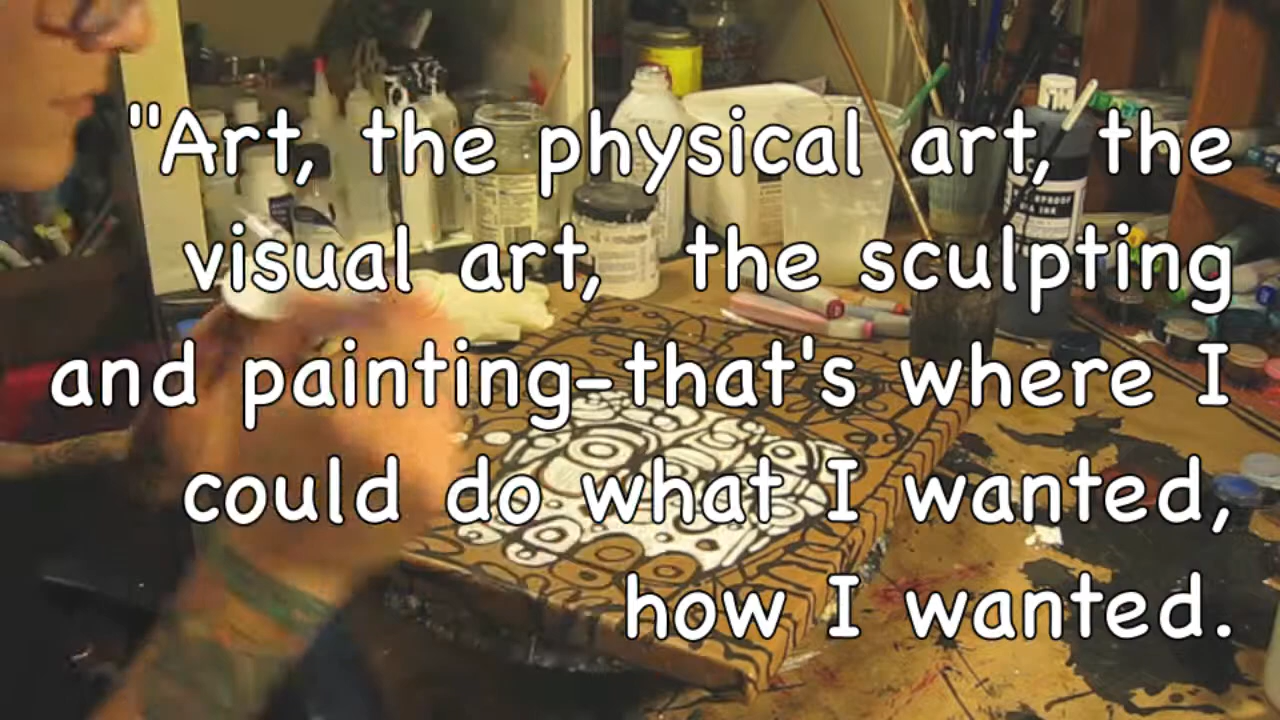 "Art, the physical art, the
visual art, the sculpting
and painting-that's where I
could do what I wanted,
how I wanted.
INK